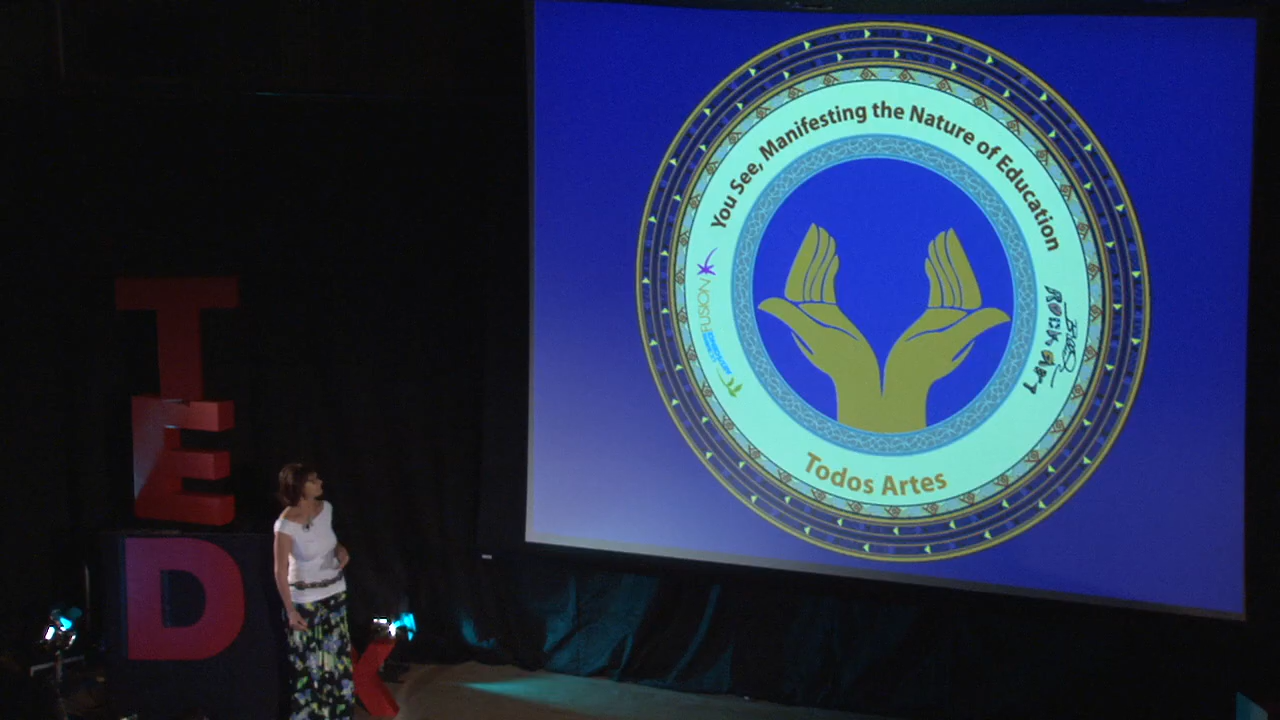 TED
x
You See, Manifesting the Nature of Education
FUSION
Todos Artes